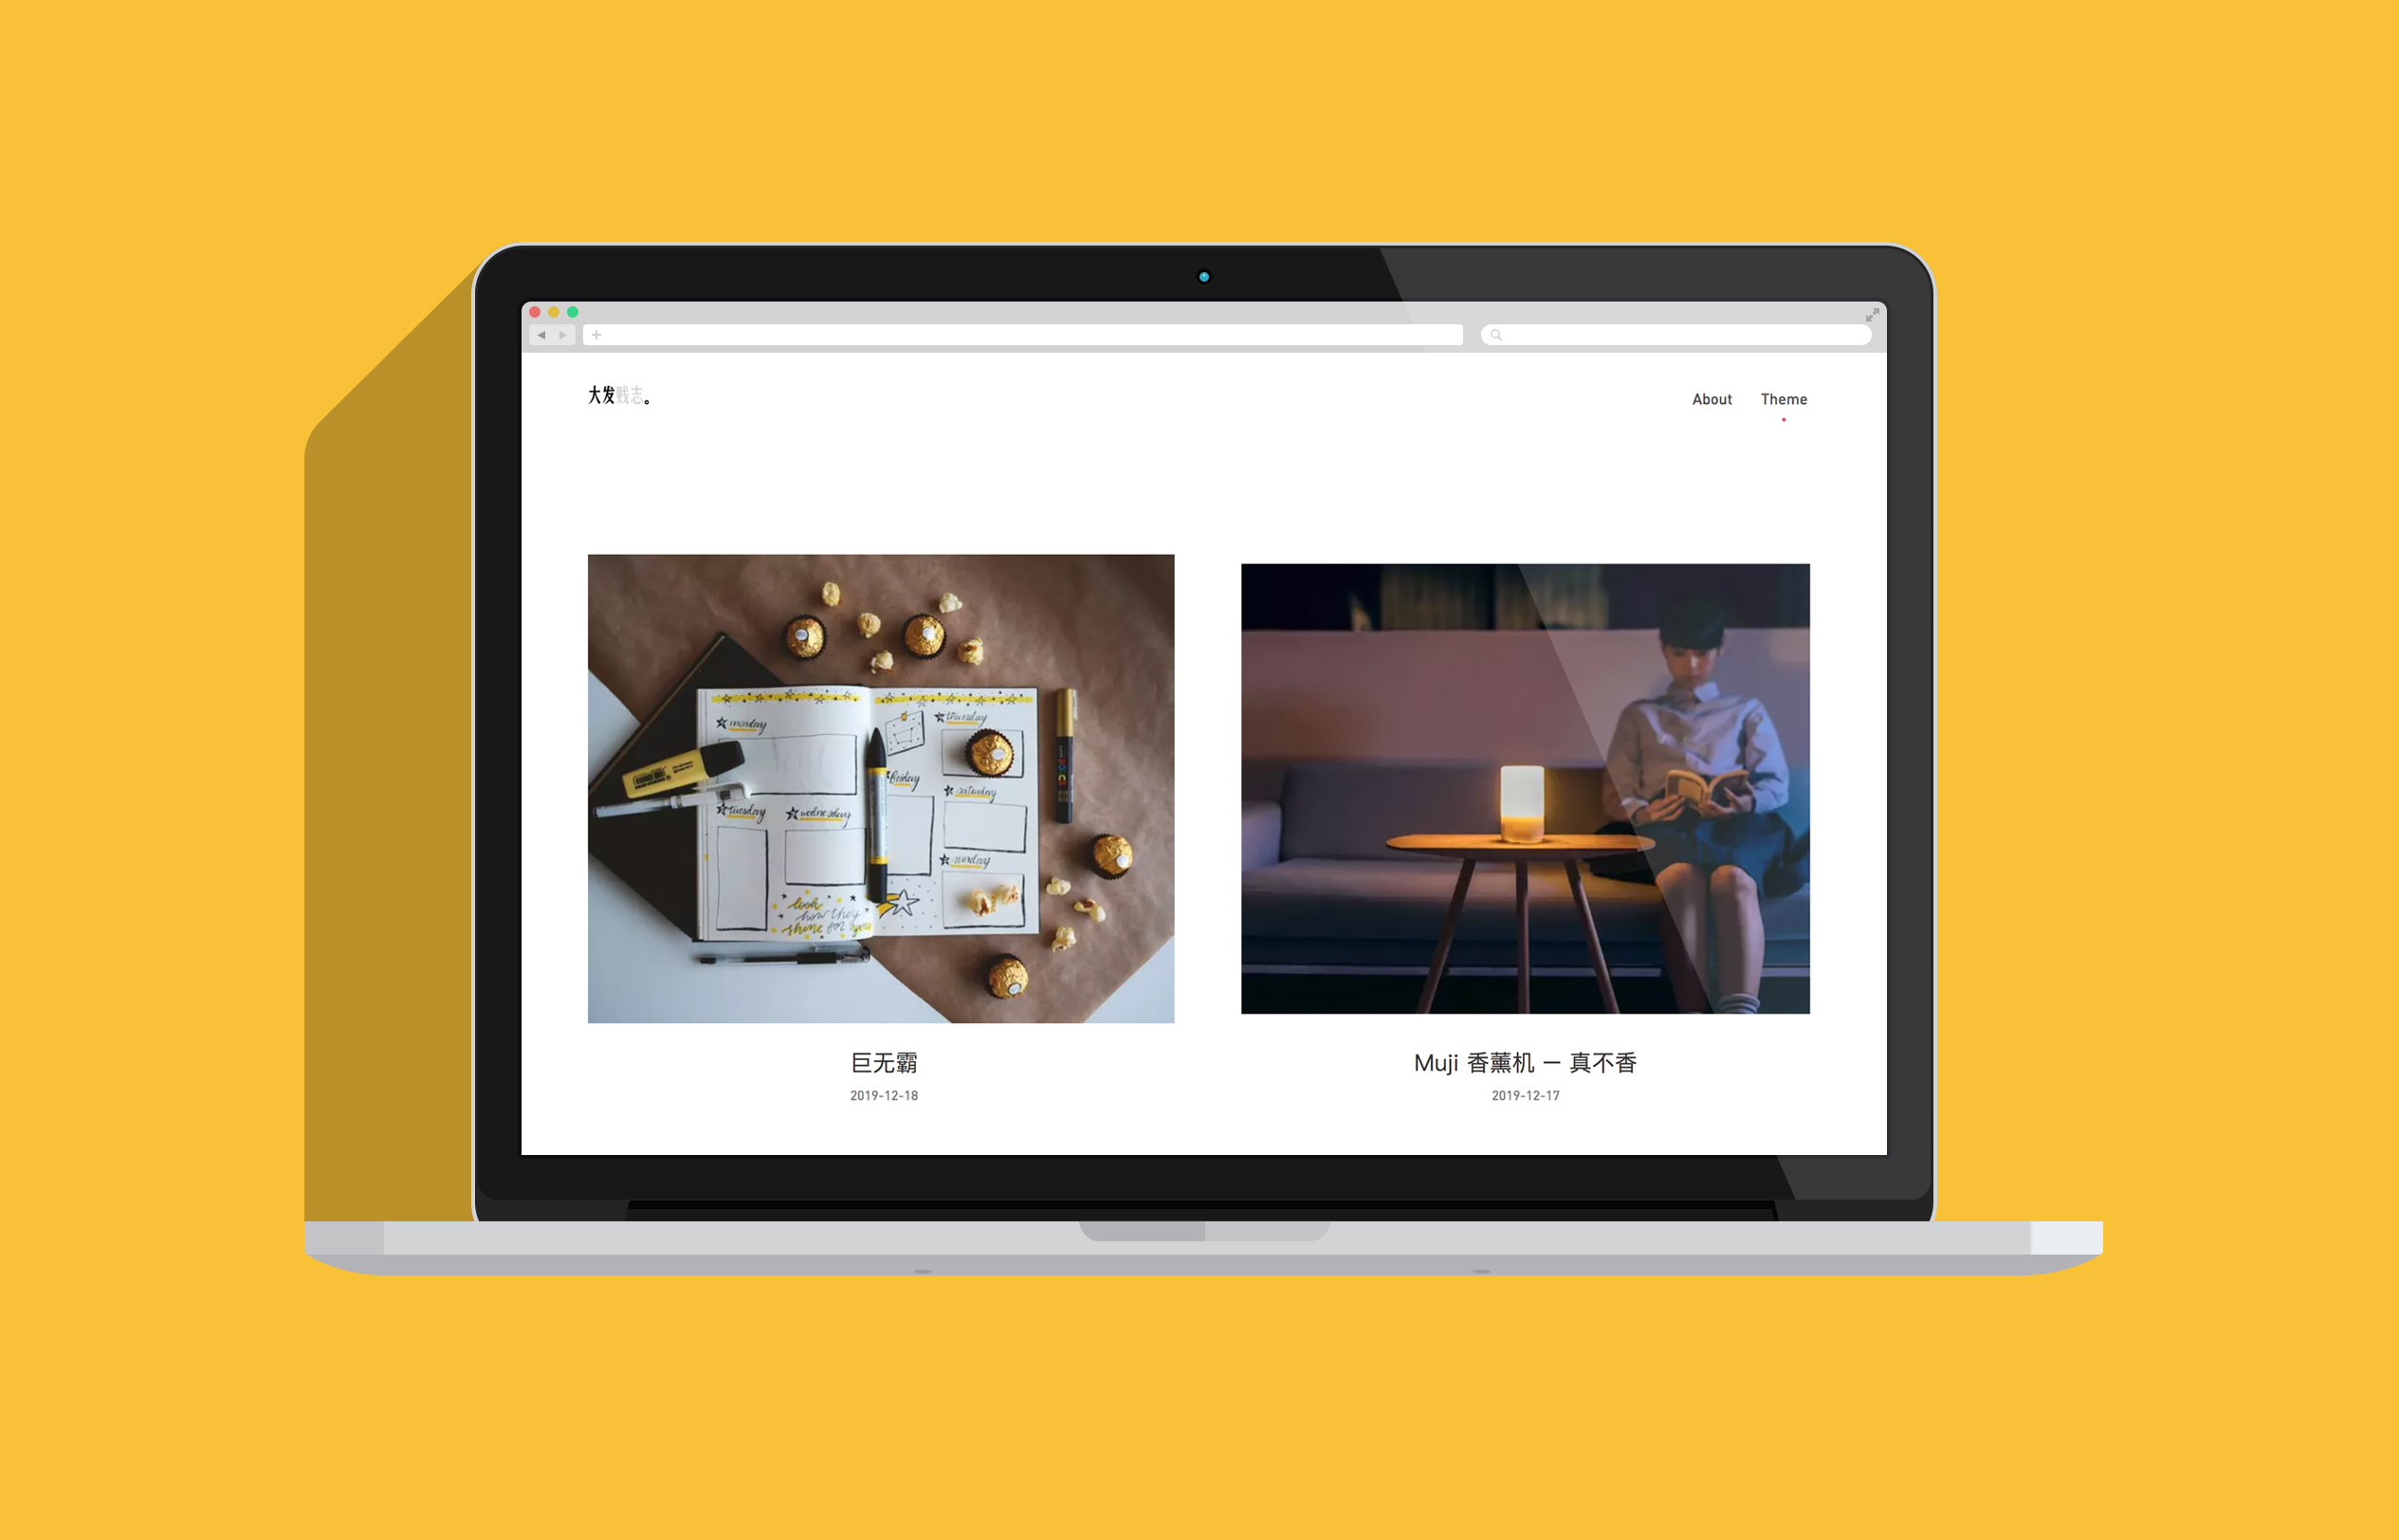 大发贱志。
About
Theme
monday
tuesday
wednesday
look
how they
shine for you
thursday
friday
saturday
sunday
POSCA
巨无霸
2019-12-18
Muji 香薰机 — 真不香
2019-12-17